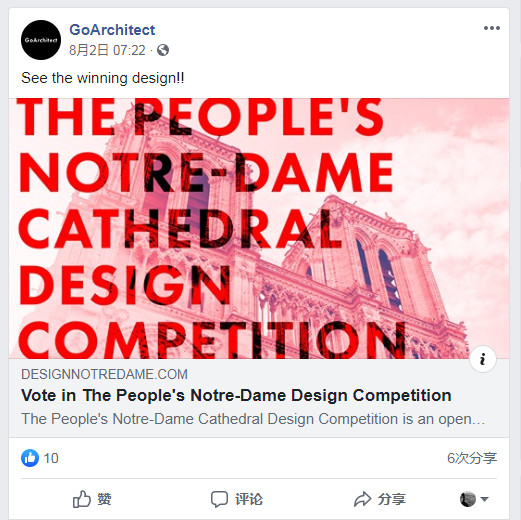 GoArchitect
GoArchitect
8月2日 07:22 ·
See the winning design!!
THE PEOPLE'S
NOTRE-DAME
CATHEDRAL
DESIGN
COMPETITION
i
DESIGNNOTREDAME.COM
Vote in The People's Notre-Dame Design Competition
The People's Notre-Dame Cathedral Design Competition is an open…
10
6次分享
赞
评论
分享